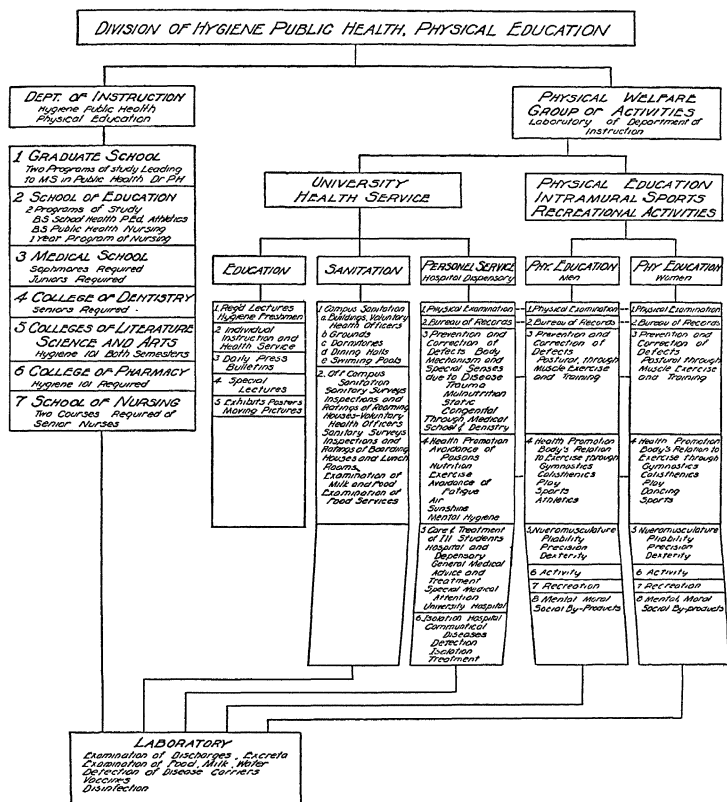 DIVISION OF HYGIENE PUBLIC HEALTH, PHYSICAL EDUCATION
DEPT. OF INSTRUCTION
Hygiene Public Health
Physical Education
1 GRADUATE SCHOOL
Two Programs of study Leading
to MS in Public Health Dr PH
2 SCHOOL OF EDUCATION
2 Programs of Study
BS School Health P.Ed. Athletics
BS Public Health Nursing
1 Year Program of Nursing
3 MEDICAL SCHOOL
Sophmares Required
Juniors Required
4 COLLEGE OF DENTISTRY
Seniors Required
5 COLLEGES OF LITERATURE
SCIENCE AND ARTS
Hygiene 101 Both Semesters
6 COLLEGE OF PHARMACY
Hygiene 101 Required
7 SCHOOL OF NURSING
Two Courses Required of
Senior Nurses
PHYSICAL WELFARE
GROUP OF ACTIVITIES
Laboratory of Department of
Instruction
UNIVERSITY
HEALTH SERVICE
PHYSICAL EDUCATION
INTRAMURAL SPORTS
RECREATIONAL ACTIVITIES
EDUCATION
1 Req'd Lectures
Hygiene Freshmen
2 Individual
Instruction and
Health Service
3 Daily Press
Bulletins
4 Special
Lectures
5 Exhibits Posters
Moving Pictures
SANITATION
1 Campus Sanitation
a. Buildings, Voluntary
Health Officers
b Grounds
c Dormitories
d Dining Halls
e Swimming Pools
2. Off Campus
Sanitation
Sanitary Surveys
Inspections and
Ratings of Rooming
Houses-Voluntary
Health Officers
Sanitary Surveys
Inspections and
Ratings of Boarding
Houses and Lunch
Rooms
Examination of
Milk and Food
Examination of
Food Services
PERSONEL SERVICE
Hospital Dispensory
1 Physical Examination
2 Bureau of Records
3 Prevention and
Correction of
Defects Body
Mechanism and
Special Senses
due to Disease
Trauma
Malnutrition
Static
Congenital
Through Medical
School & Denistry
4 Health Promotion
Avoidance of
Poisons
Nutrition
Exercise
Avoidance of
Fatigue
Air
Sunshine
Mental Hygiene
5 Care & Treatment
of Ill Students
Hospital and
Depensory
General Medical
Advice and
Treatment
Special Medical
Attention
University Hospital
6. Isolation Hospital
Communtical
Diseases
Detection
Isolation
Treatment
PHY. EDUCATION
Men
1 Physical Examination
2 Bureau of Records
3 Prevention and
Correction of
Defects
Postural, through
Muscle Exercise
and Training
4 Health Promotion
Body's Relation
to Exercise through
Gymnostics
Calisthenics
Play
Sports
Athletics
5 Nueromusculature
Pliability
Precision
Dexterity
6 Activity
7 Recreation
8 Mental Moral
Social By-Products
PHY EDUCATION
Women
1 Physical Examination
2 Bureau of Records
3 Prevention and
Correction of
Defects
Postural through
Muscle Exercise
and Training
4 Health Promotion
Body's Relation to
Exercise through
Gymnostics
Calisthenics
Play
Dancing
Sports
5 Nueromusculature
Pliability
Precision
Dexterity
6 Activity
7 Recreation
8 Mental, Moral
Social By-products
LABORATORY
Examination of Discharges, Excreta
Examination of Food, Milk, Water
Detection of Disease Carriers
Vaccines
Disinfection